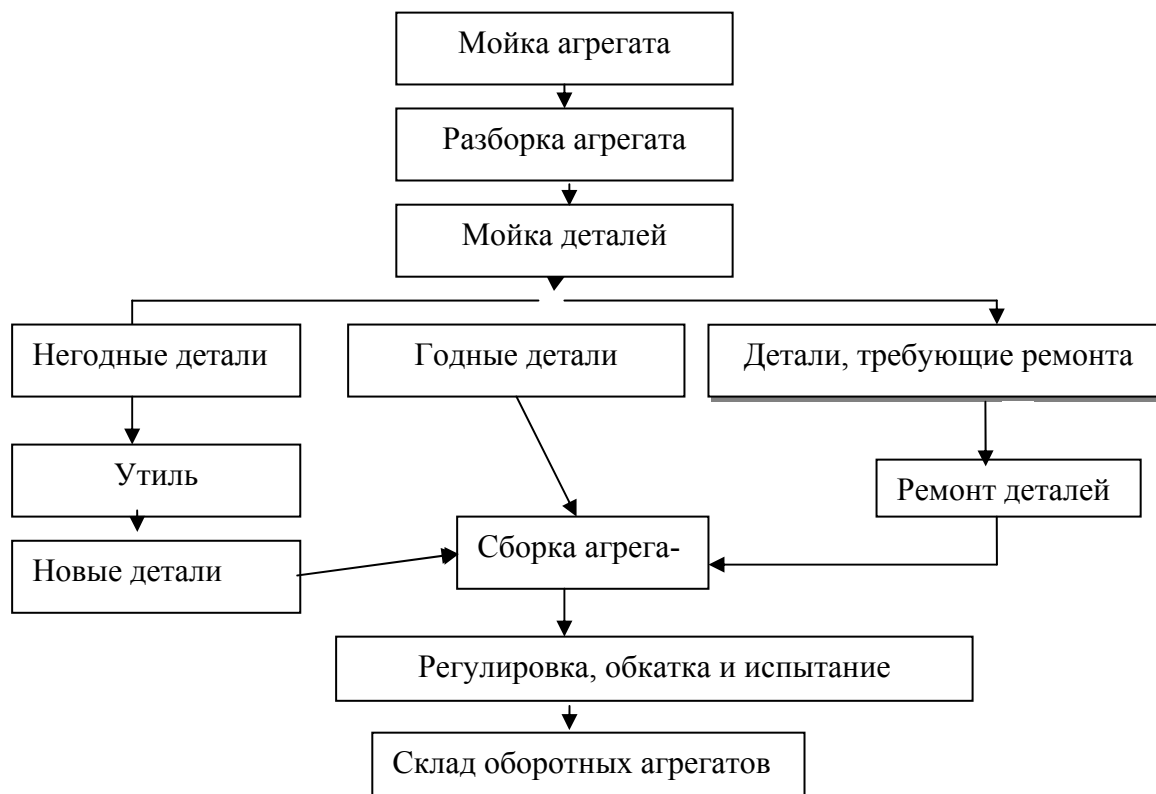 Мойка агрегата
Разборка агрегата
Мойка деталей
Негодные детали
Годные детали
Детали, требующие ремонта
Утиль
Ремонт деталей
Новые детали
Сборка агрега-
Регулировка, обкатка и испытание
Склад оборотных агрегатов